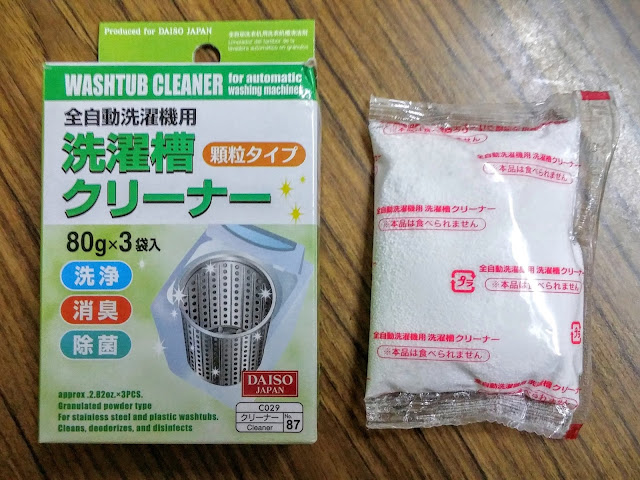 Produced for DAISO JAPAN
WASHTUB CLEANER
for automatic
washing machines
全自動洗濯機用
洗濯槽
顆粒タイプ
クリーナー
80g×3袋入
洗浄
消臭
除菌
approx .2.82oz.×3PCS.
Granulated powder type
For stainless steel and plastic washtubs.
Cleans, deodorizes, and disinfects
DAISO
JAPAN
C029
クリーナー
Cleaner
No.
87
全自動洗濯機用 洗濯槽クリーナー
※本品は食べられません
全自動洗濯機用 洗濯槽クリーナー
※本品は食べられません
全自動洗濯機用 洗濯槽クリーナー
プラ
※本品は食べられません
プラ
全自動洗濯機用 洗濯槽クリーナー
※本品は食べられません